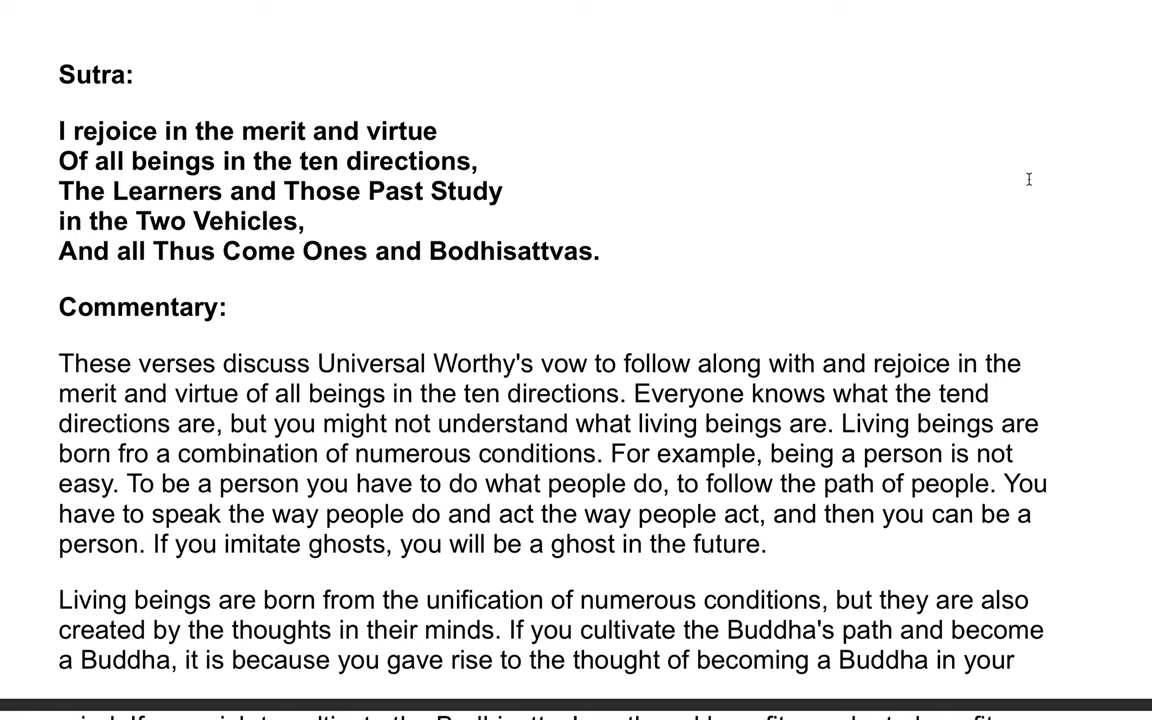 Sutra:
I rejoice in the merit and virtue
Of all beings in the ten directions,
The Learners and Those Past Study
in the Two Vehicles,
And all Thus Come Ones and Bodhisattvas.
Commentary:
These verses discuss Universal Worthy's vow to follow along with and rejoice in the
merit and virtue of all beings in the ten directions. Everyone knows what the tend
directions are, but you might not understand what living beings are. Living beings are
born fro a combination of numerous conditions. For example, being a person is not
easy. To be a person you have to do what people do, to follow the path of people. You
have to speak the way people do and act the way people act, and then you can be a
person. If you imitate ghosts, you will be a ghost in the future.
Living beings are born from the unification of numerous conditions, but they are also
created by the thoughts in their minds. If you cultivate the Buddha's path and become
a Buddha, it is because you gave rise to the thought of becoming a Buddha in your